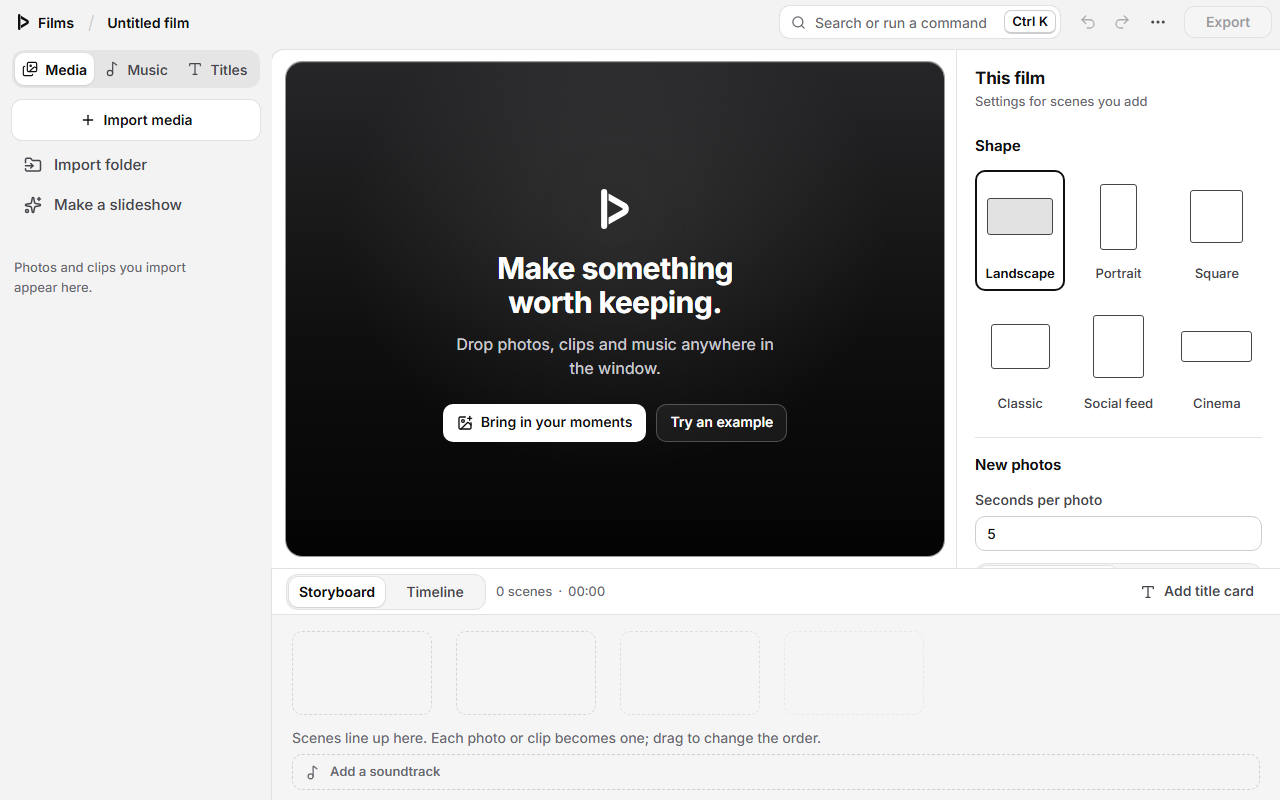 Films / Untitled film
Search or run a command
Ctrl K
Export
Media
Music
Titles
Import media
Import folder
Make a slideshow
Photos and clips you import
appear here.
Make something
worth keeping.
Drop photos, clips and music anywhere in
the window.
Bring in your moments
Try an example
This film
Settings for scenes you add
Shape
Landscape
Portrait
Square
Classic
Social feed
Cinema
New photos
Seconds per photo
5
Storyboard
Timeline
0 scenes · 00:00
Add title card
Scenes line up here. Each photo or clip becomes one; drag to change the order.
Add a soundtrack